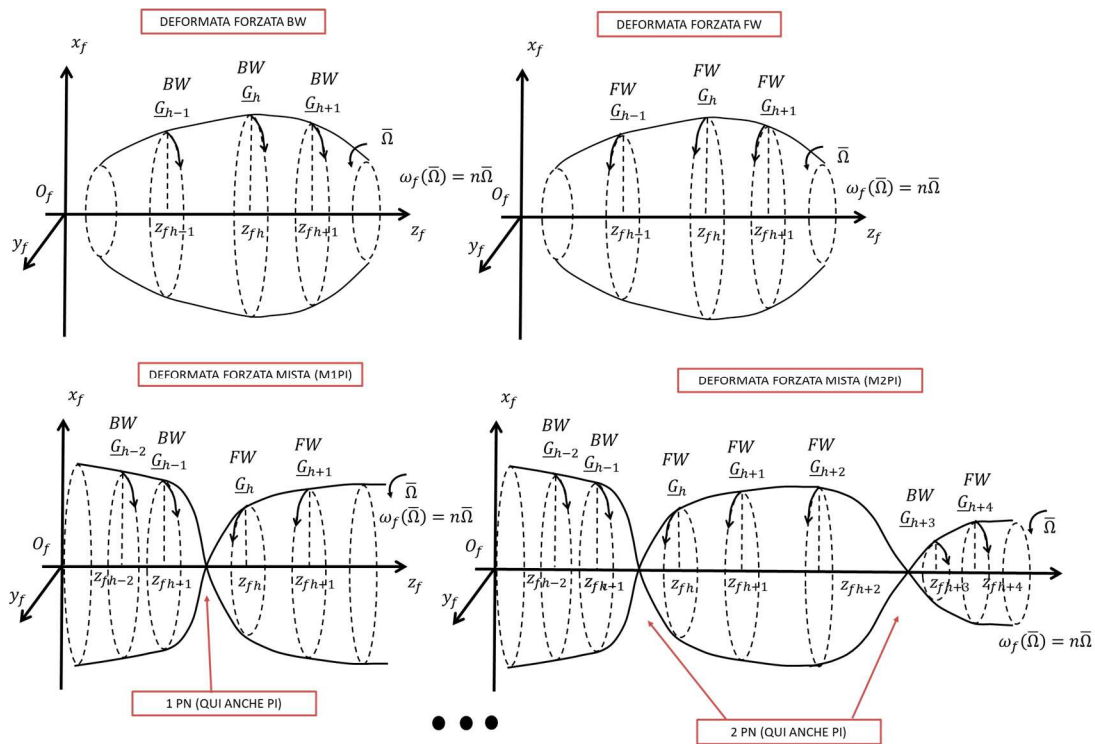 DEFORMATA FORZATA BW
x_f
BW BW BW
G_{h-1} G_h G_{h+1}
Ω̄
ω_f(Ω̄) = nΩ̄
O_f
z_{fh-1} z_{fh} z_{fh+1} z_f
y_f
DEFORMATA FORZATA FW
x_f
FW FW FW
G_{h-1} G_h G_{h+1}
Ω̄
ω_f(Ω̄) = nΩ̄
O_f
z_{fh-1} z_{fh} z_{fh+1} z_f
y_f
DEFORMATA FORZATA MISTA (M1PI)
x_f
BW BW FW FW
G_{h-2} G_{h-1} G_h G_{h+1}
Ω̄
ω_f(Ω̄) = nΩ̄
O_f
z_{fh-2} z_{fh+1} z_{fh} z_{fh+1} z_f
y_f
1 PN (QUI ANCHE PI)
DEFORMATA FORZATA MISTA (M2PI)
x_f
BW BW FW FW FW BW FW
G_{h-2} G_{h-1} G_h G_{h+1} G_{h+2} G_{h+3} G_{h+4}
Ω̄
O_f
z_{fh-2} z_{fh+1} z_{fh} z_{fh+1} z_{fh+2} z_{fh+3} z_{fh+4} z_f
y_f
ω_f(Ω̄) = nΩ̄
2 PN (QUI ANCHE PI)